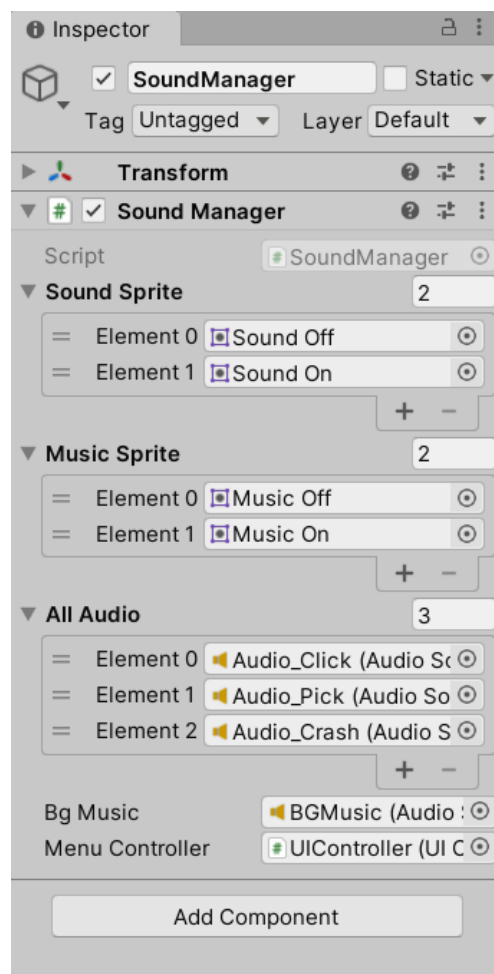 Inspector
SoundManager Static
Tag Untagged Layer Default
Transform
# Sound Manager
Script # SoundManager
Sound Sprite 2
Element 0 Sound Off
Element 1 Sound On
+ -
Music Sprite 2
Element 0 Music Off
Element 1 Music On
+ -
All Audio 3
Element 0 Audio_Click (Audio Sc
Element 1 Audio_Pick (Audio So
Element 2 Audio_Crash (Audio S
+ -
Bg Music BGMusic (Audio :
Menu Controller # UIController (UI C
Add Component